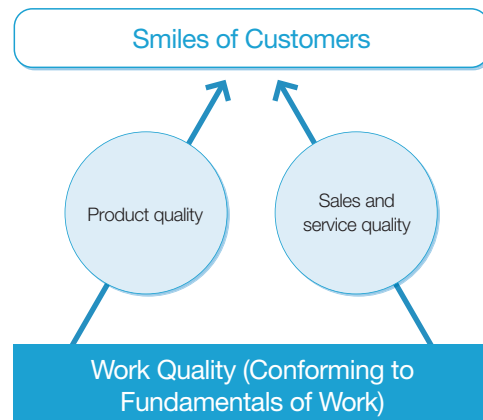 Smiles of Customers
Product quality
Sales and
service quality
Work Quality (Conforming to
Fundamentals of Work)